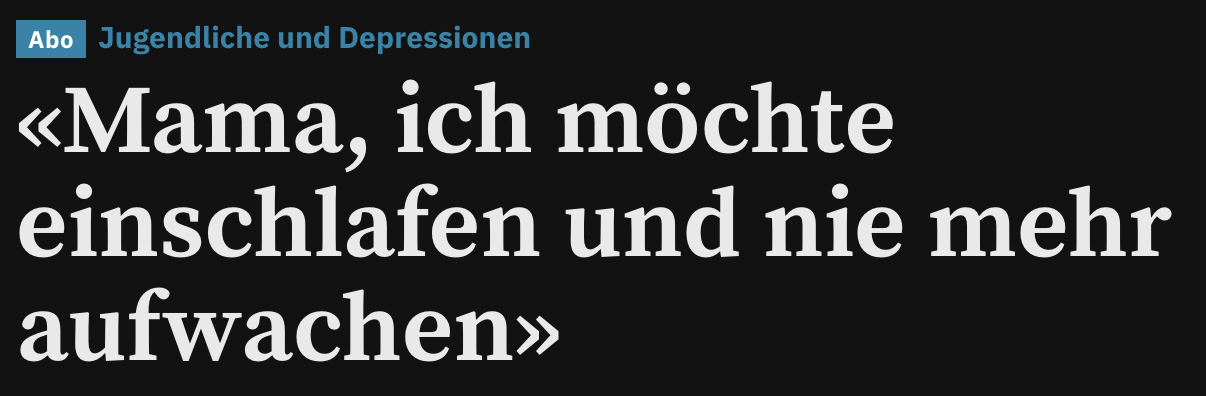 Abo Jugendliche und Depressionen
«Mama, ich möchte
einschlafen und nie mehr
aufwachen»